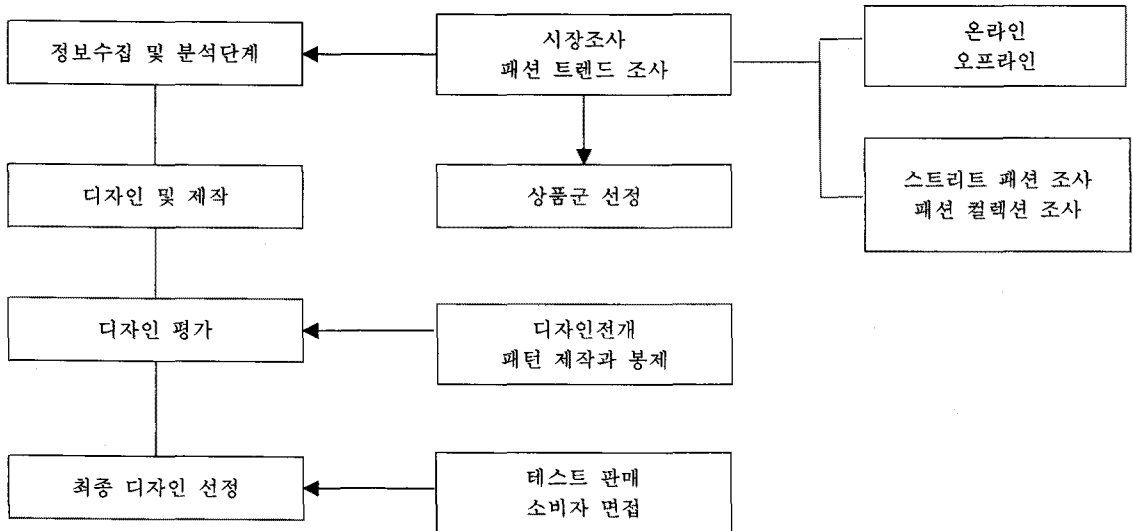 정보수집 및 분석단계
시장조사
패션 트렌드 조사
온라인
오프라인
디자인 및 제작
상품군 선정
스트리트 패션 조사
패션 컬렉션 조사
디자인 평가
디자인전개
패턴 제작과 봉제
최종 디자인 선정
테스트 판매
소비자 면접